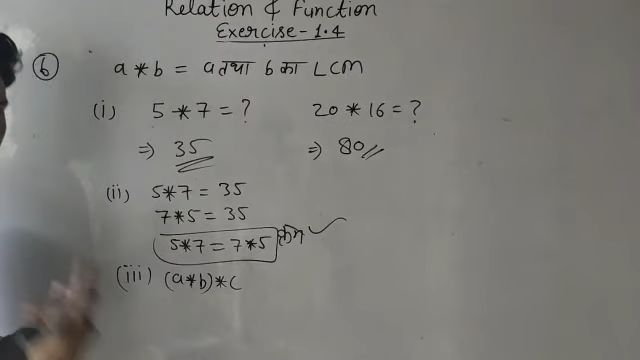 Relation & Function
Exercise-1.4
(6) a * b = a तथा b का LCM
(i) 5 * 7 = ? 20 * 16 = ?
⇒ 35 ⇒ 80
(ii) 5*7 = 35
7*5 = 35
5*7 = 7*5
(iii) (a*b)*C